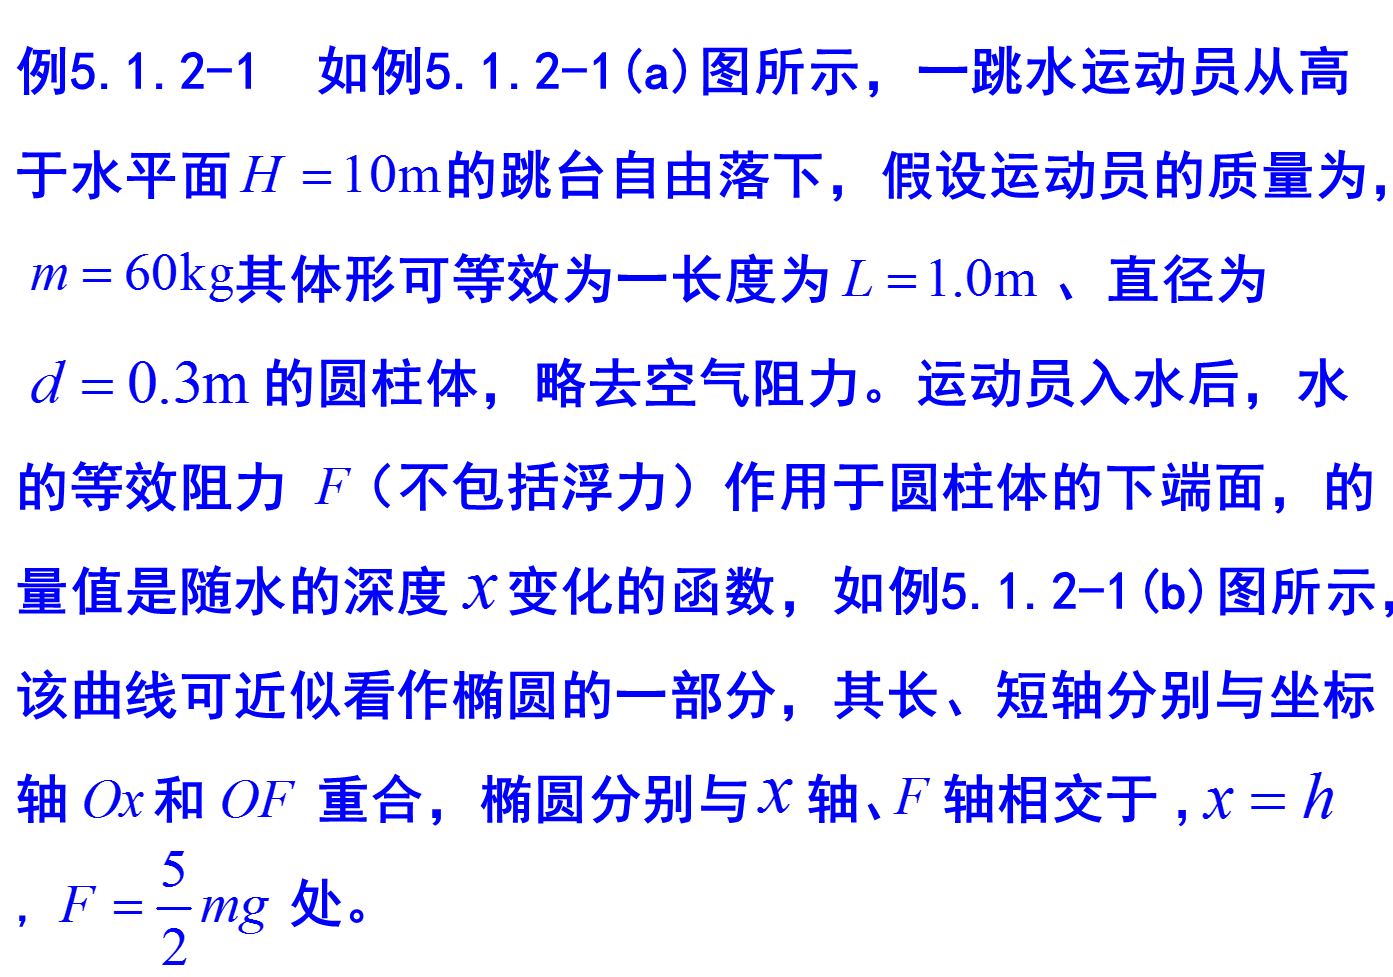 例5.1.2-1 如例5.1.2-1(a)图所示，一跳水运动员从高
于水平面 H = 10m的跳台自由落下，假设运动员的质量为，
m = 60kg其体形可等效为一长度为 L = 1.0m 、直径为
d = 0.3m 的圆柱体，略去空气阻力。运动员入水后，水
的等效阻力 F（不包括浮力）作用于圆柱体的下端面，的
量值是随水的深度 x 变化的函数，如例5.1.2-1(b)图所示，
该曲线可近似看作椭圆的一部分，其长、短轴分别与坐标
轴 Ox 和 OF 重合，椭圆分别与 x 轴、F 轴相交于 , x = h
, F = 5/2 mg 处。